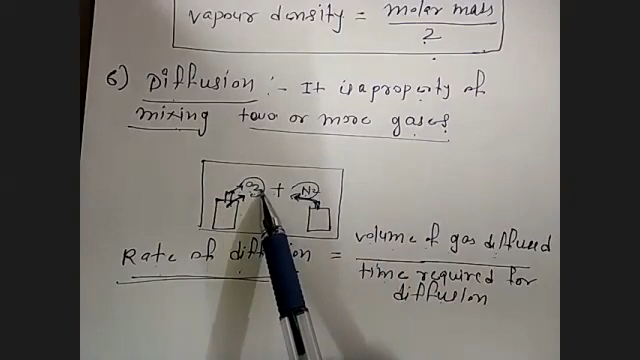 vapour density = molar mass / 2
6) Diffusion :- It is a property of
mixing two or more gases
O2 + N2
Rate of diffusion = volume of gas diffused / time required for diffusion